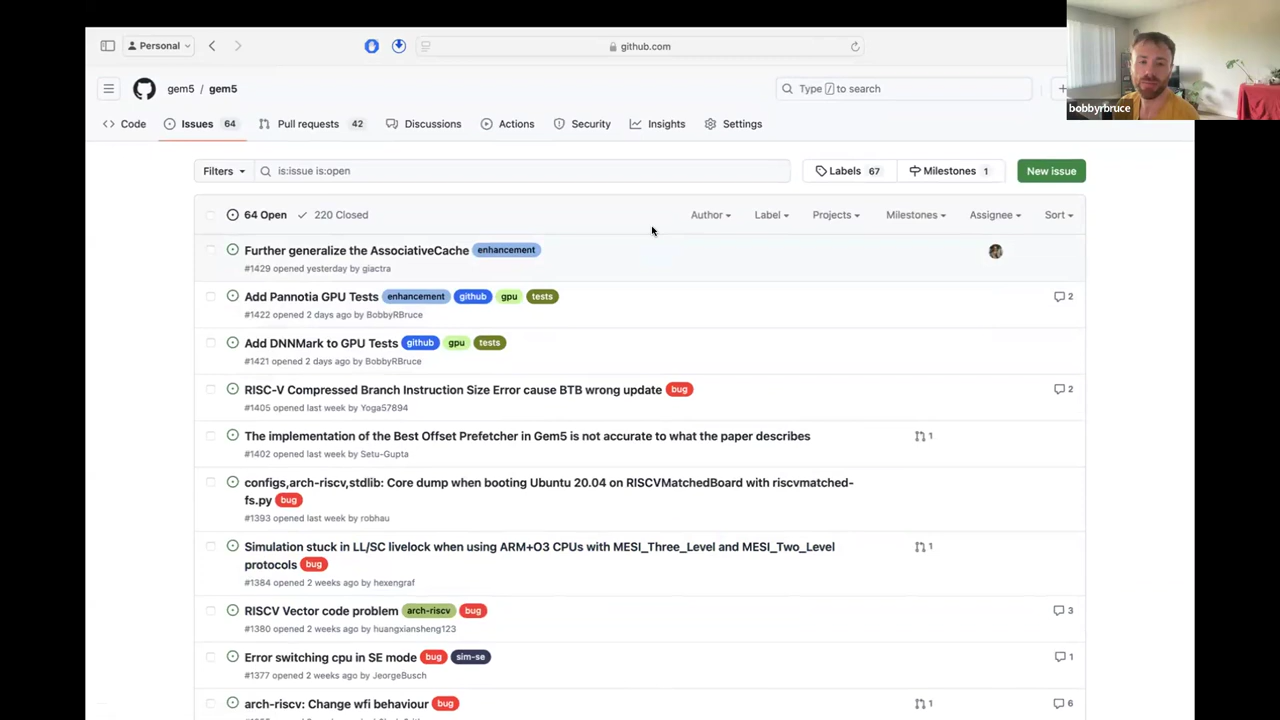 Personal
github.com
gem5 / gem5
Type / to search
bobbyrbruce
Code
Issues 64
Pull requests 42
Discussions
Actions
Security
Insights
Settings
Filters
is:issue is:open
Labels 67
Milestones 1
New issue
64 Open
220 Closed
Author
Label
Projects
Milestones
Assignee
Sort
Further generalize the AssociativeCache enhancement
#1429 opened yesterday by giactra
Add Pannotia GPU Tests enhancement github gpu tests
2
#1422 opened 2 days ago by BobbyRBruce
Add DNNMark to GPU Tests github gpu tests
#1421 opened 2 days ago by BobbyRBruce
RISC-V Compressed Branch Instruction Size Error cause BTB wrong update bug
2
#1405 opened last week by Yoga57894
The implementation of the Best Offset Prefetcher in Gem5 is not accurate to what the paper describes
1
#1402 opened last week by Setu-Gupta
configs,arch-riscv,stdlib: Core dump when booting Ubuntu 20.04 on RISCVMatchedBoard with riscvmatched-
fs.py bug
#1393 opened last week by robhau
Simulation stuck in LL/SC livelock when using ARM+O3 CPUs with MESI_Three_Level and MESI_Two_Level
1
protocols bug
#1384 opened 2 weeks ago by hexengraf
RISCV Vector code problem arch-riscv bug
3
#1380 opened 2 weeks ago by huangxiansheng123
Error switching cpu in SE mode bug sim-se
1
#1377 opened 2 weeks ago by JeorgeBusch
arch-riscv: Change wfi behaviour bug
1
6